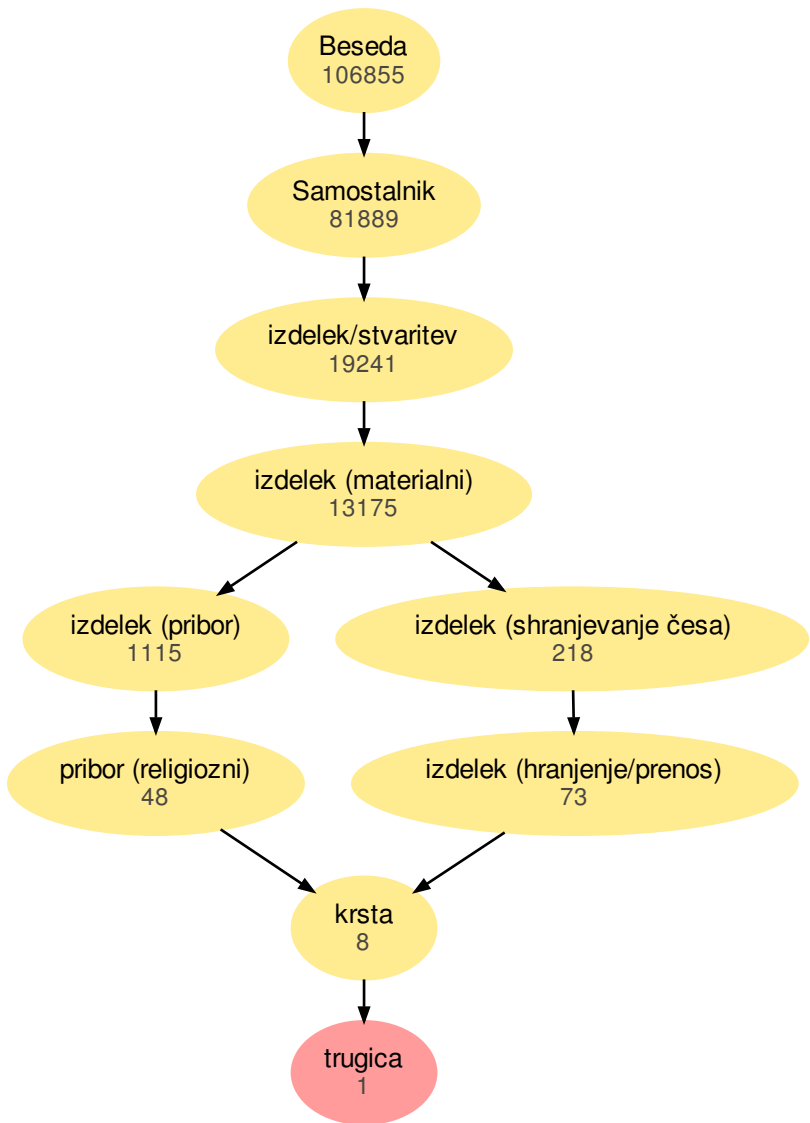 Beseda
106855
Samostalnik
81889
izdelek/stvaritev
19241
izdelek (materialni)
13175
izdelek (pribor)
1115
izdelek (shranjevanje česa)
218
pribor (religiozni)
48
izdelek (hranjenje/prenos)
73
krsta
8
trugica
1